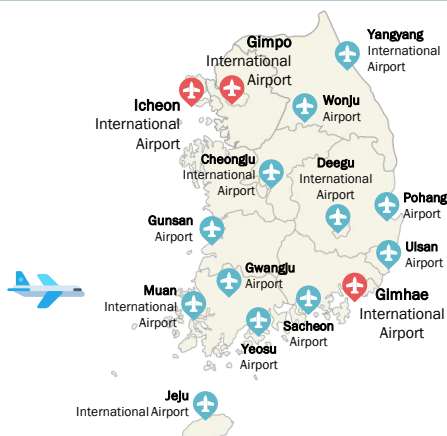 Yangyang
International
Airport
Gimpo
International
Airport
Icheon
International
Airport
Wonju
Airport
Cheongju
International
Airport
Deegu
International
Airport
Pohang
Airport
Gunsan
Airport
Ulsan
Airport
Gwangju
Airport
Muan
International
Airport
Gimhae
International
Airport
Sacheon
Airport
Yeosu
Airport
Jeju
International Airport